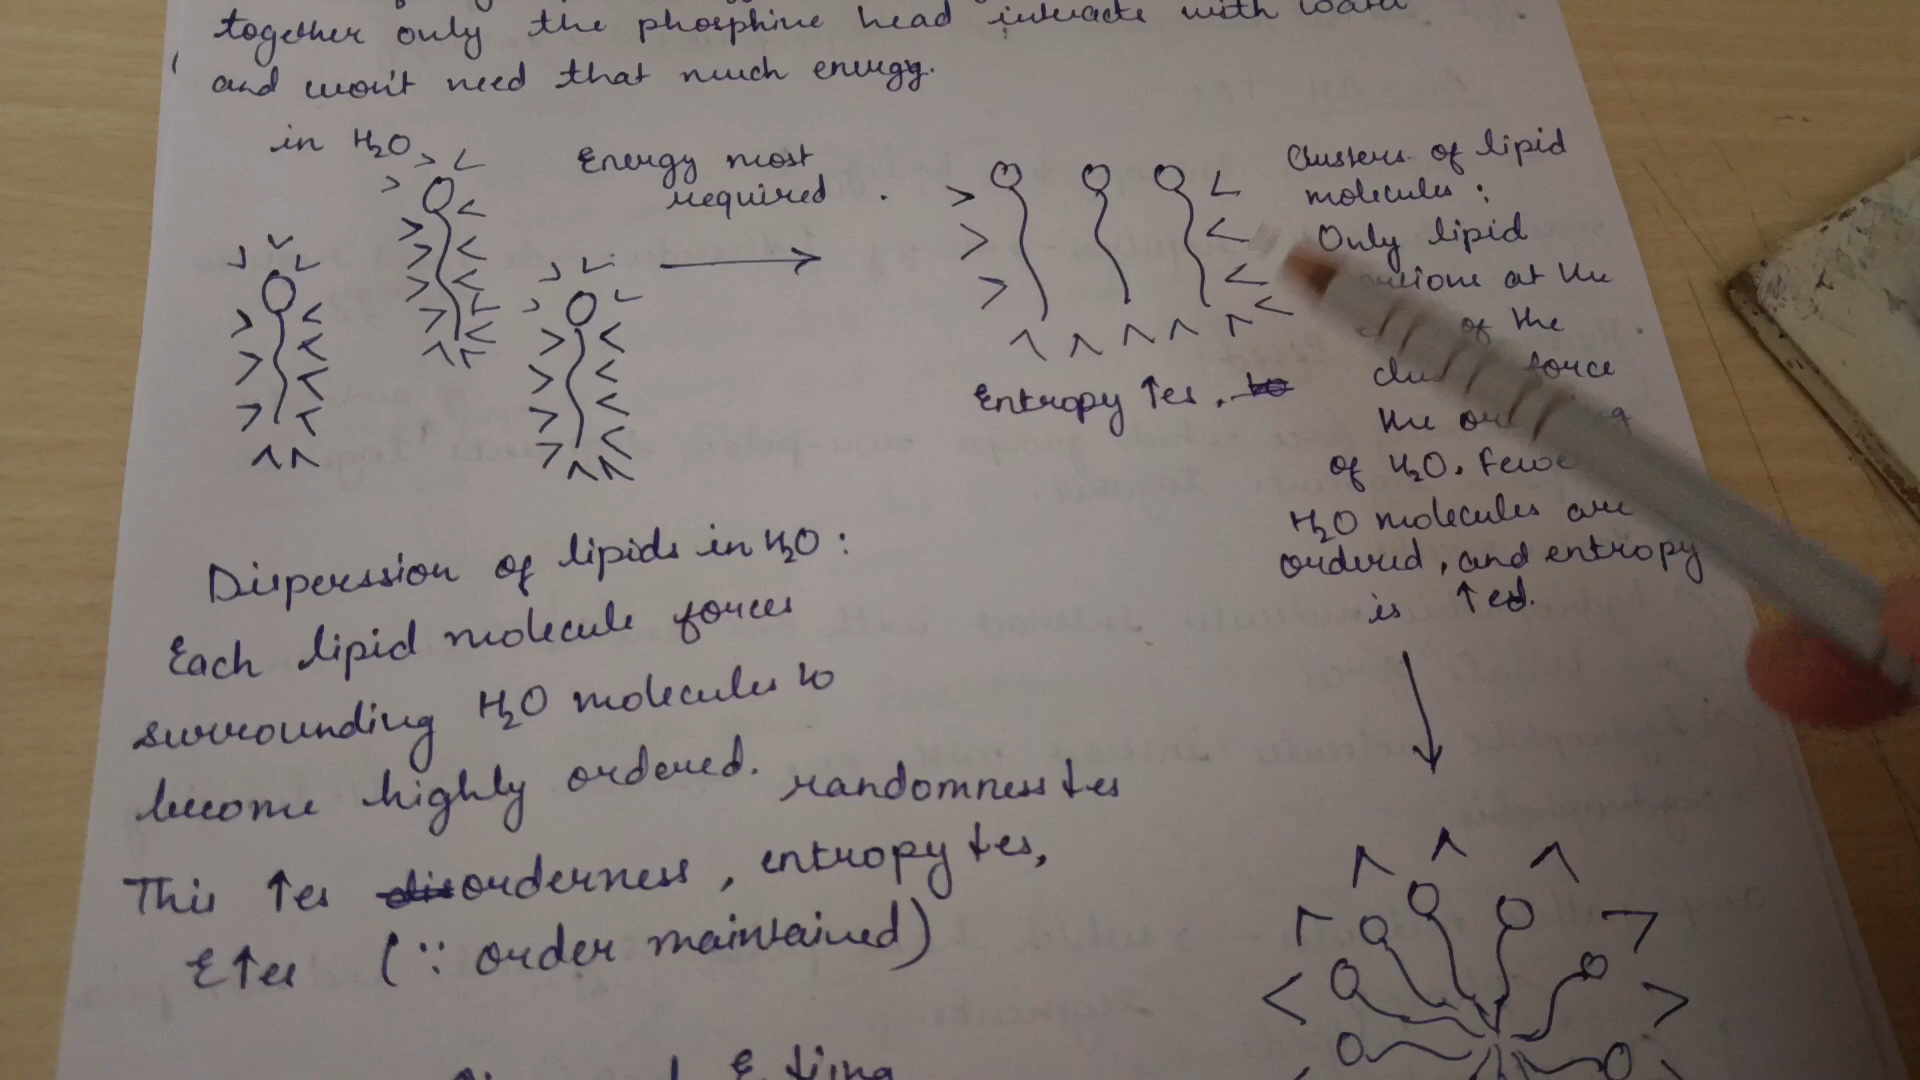 together only the phosphine head interacts with
and won't need that much energy.
in H₂O
Energy most
required.
Clusters of lipid
molecules:
Only lipid
at the
of the
force
the
of H₂O.
H₂O molecules are
ordered, and entropy
is ↑ed.
Entropy ↑es.
Disperssion of lipids in H₂O:
Each lipid molecule forces
surrounding H₂O molecules to
become highly ordered.
randomness ↓es
This ↑es orderness, entropy ↓es,
E↑es (∵ order maintained)